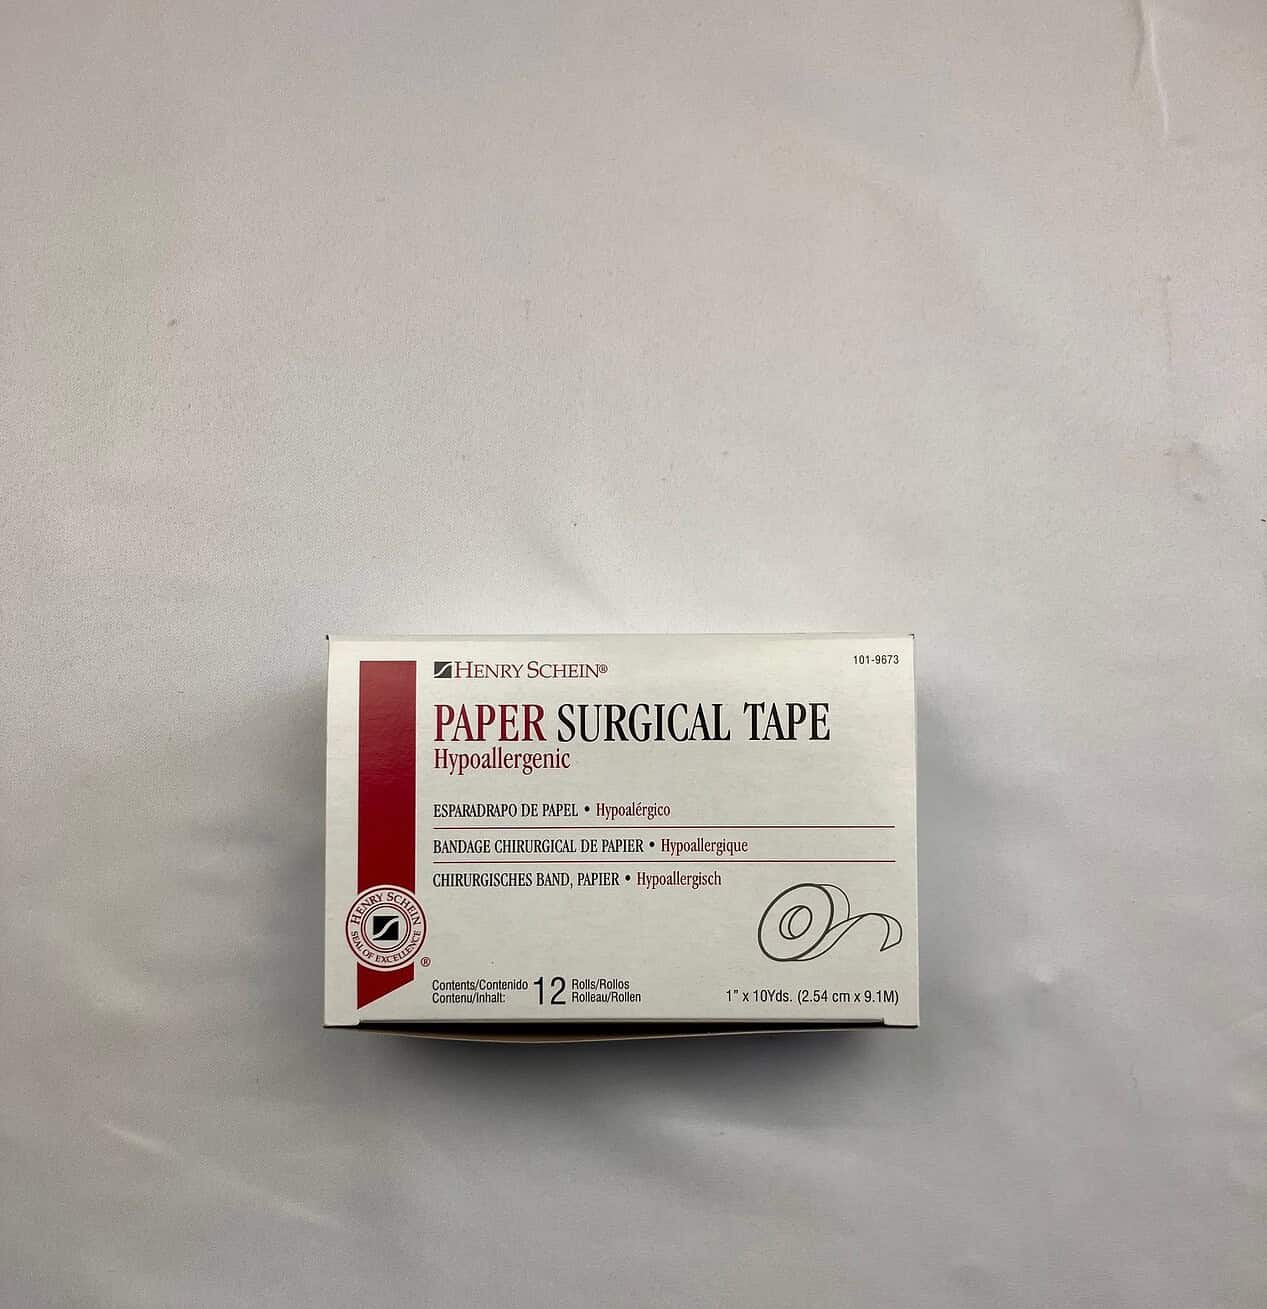 HENRY SCHEIN®
101-9673
PAPER SURGICAL TAPE
Hypoallergenic
ESPARADRAPO DE PAPEL • Hypoalérgico
BANDAGE CHIRURGICAL DE PAPIER • Hypoallergique
CHIRURGISCHES BAND, PAPIER • Hypoallergisch
HENRY SCHEIN
SEAL OF EXCELLENCE
®
Contents/Contenido
Contenu/Inhalt:
12
Rolls/Rollos
Rolleau/Rollen
1" x 10Yds. (2.54 cm x 9.1M)